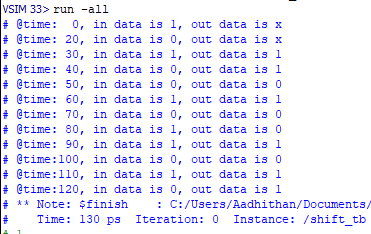 VSIM 33> run -all
# @time:  0, in data is 1, out data is x
# @time: 20, in data is 0, out data is x
# @time: 30, in data is 1, out data is 1
# @time: 40, in data is 0, out data is 1
# @time: 50, in data is 0, out data is 0
# @time: 60, in data is 1, out data is 1
# @time: 70, in data is 0, out data is 0
# @time: 80, in data is 1, out data is 0
# @time: 90, in data is 1, out data is 1
# @time:100, in data is 0, out data is 0
# @time:110, in data is 1, out data is 1
# @time:120, in data is 0, out data is 1
# ** Note: $finish    : C:/Users/Aadhithan/Documents/
#    Time: 130 ps  Iteration: 0  Instance: /shift_tb